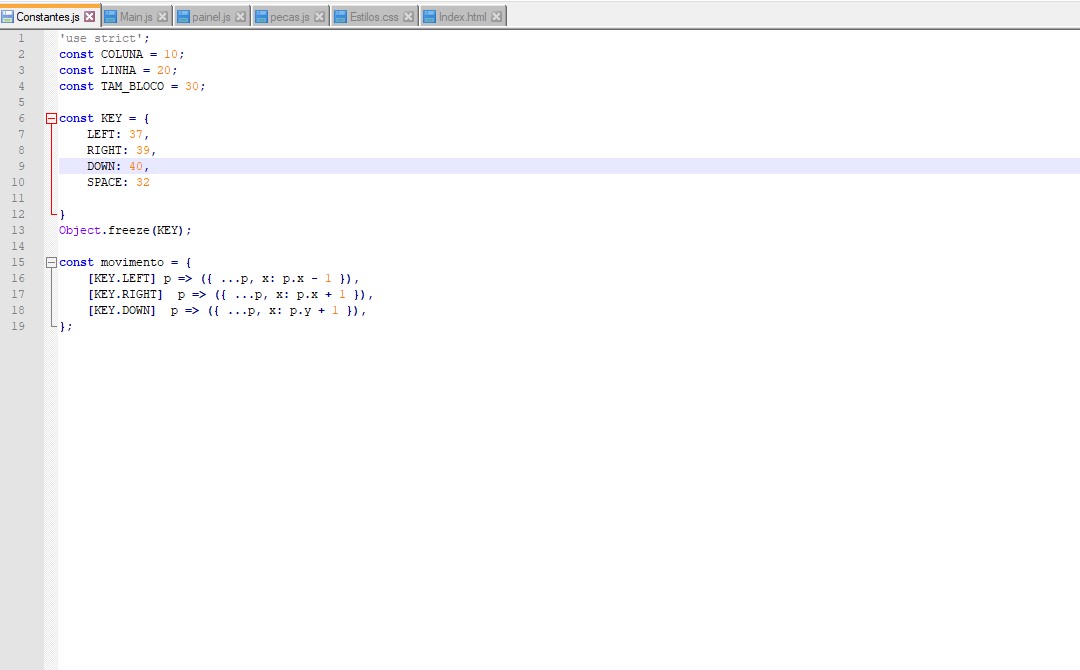 Constantes.js Main.js painel.js pecas.js Estilos.css Index.html
1 'use strict';
2 const COLUNA = 10;
3 const LINHA = 20;
4 const TAM_BLOCO = 30;
5
6 const KEY = {
7 LEFT: 37,
8 RIGHT: 39,
9 DOWN: 40,
10 SPACE: 32
11
12 }
13 Object.freeze(KEY);
14
15 const movimento = {
16 [KEY.LEFT] p => ({ ...p, x: p.x - 1 }),
17 [KEY.RIGHT]  p => ({ ...p, x: p.x + 1 }),
18 [KEY.DOWN]  p => ({ ...p, x: p.y + 1 }),
19 };